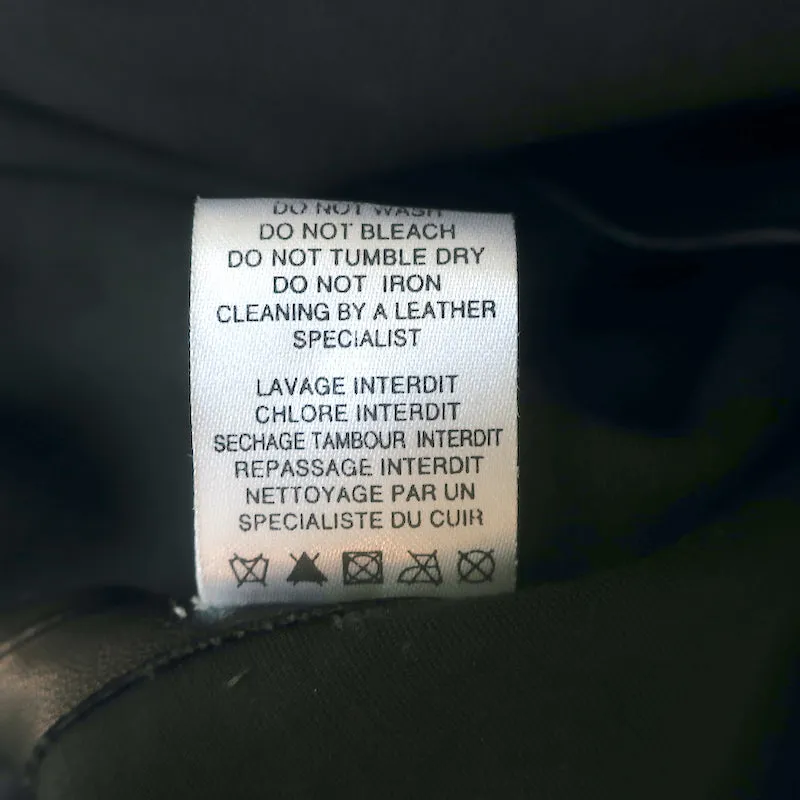 DO NOT WASH
DO NOT BLEACH
DO NOT TUMBLE DRY
DO NOT IRON
CLEANING BY A LEATHER
SPECIALIST
LAVAGE INTERDIT
CHLORE INTERDIT
SECHAGE TAMBOUR INTERDIT
REPASSAGE INTERDIT
NETTOYAGE PAR UN
SPECIALISTE DU CUIR